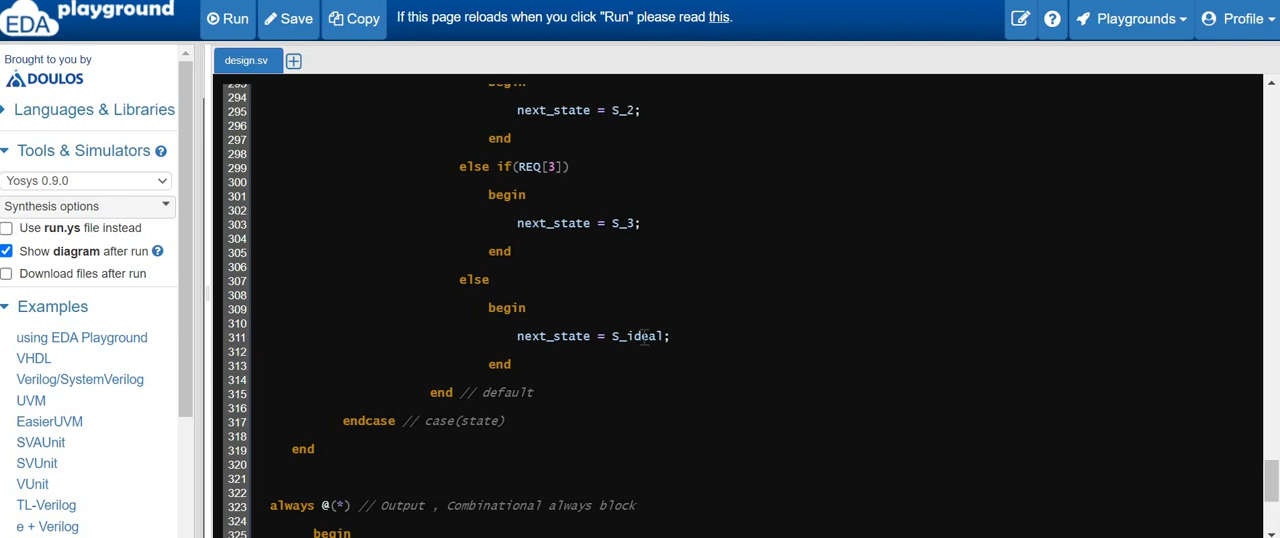 EDA playground
Run
Save
Copy
If this page reloads when you click "Run" please read this.
Playgrounds
Profile
Brought to you by
DOULOS
design.sv
Languages & Libraries
Tools & Simulators
Yosys 0.9.0
Synthesis options
Use run.ys file instead
Show diagram after run
Download files after run
Examples
using EDA Playground
VHDL
Verilog/SystemVerilog
UVM
EasierUVM
SVAUnit
SVUnit
VUnit
TL-Verilog
e + Verilog
293 begin
294
295 next_state = S_2;
296
297 end
298
299 else if(REQ[3])
300
301 begin
302
303 next_state = S_3;
304
305 end
306
307 else
308
309 begin
310
311 next_state = S_ideal;
312
313 end
314
315 end // default
316
317 endcase // case(state)
318
319 end
320
321
322
323 always @(*) // Output , Combinational always block
324
325 begin